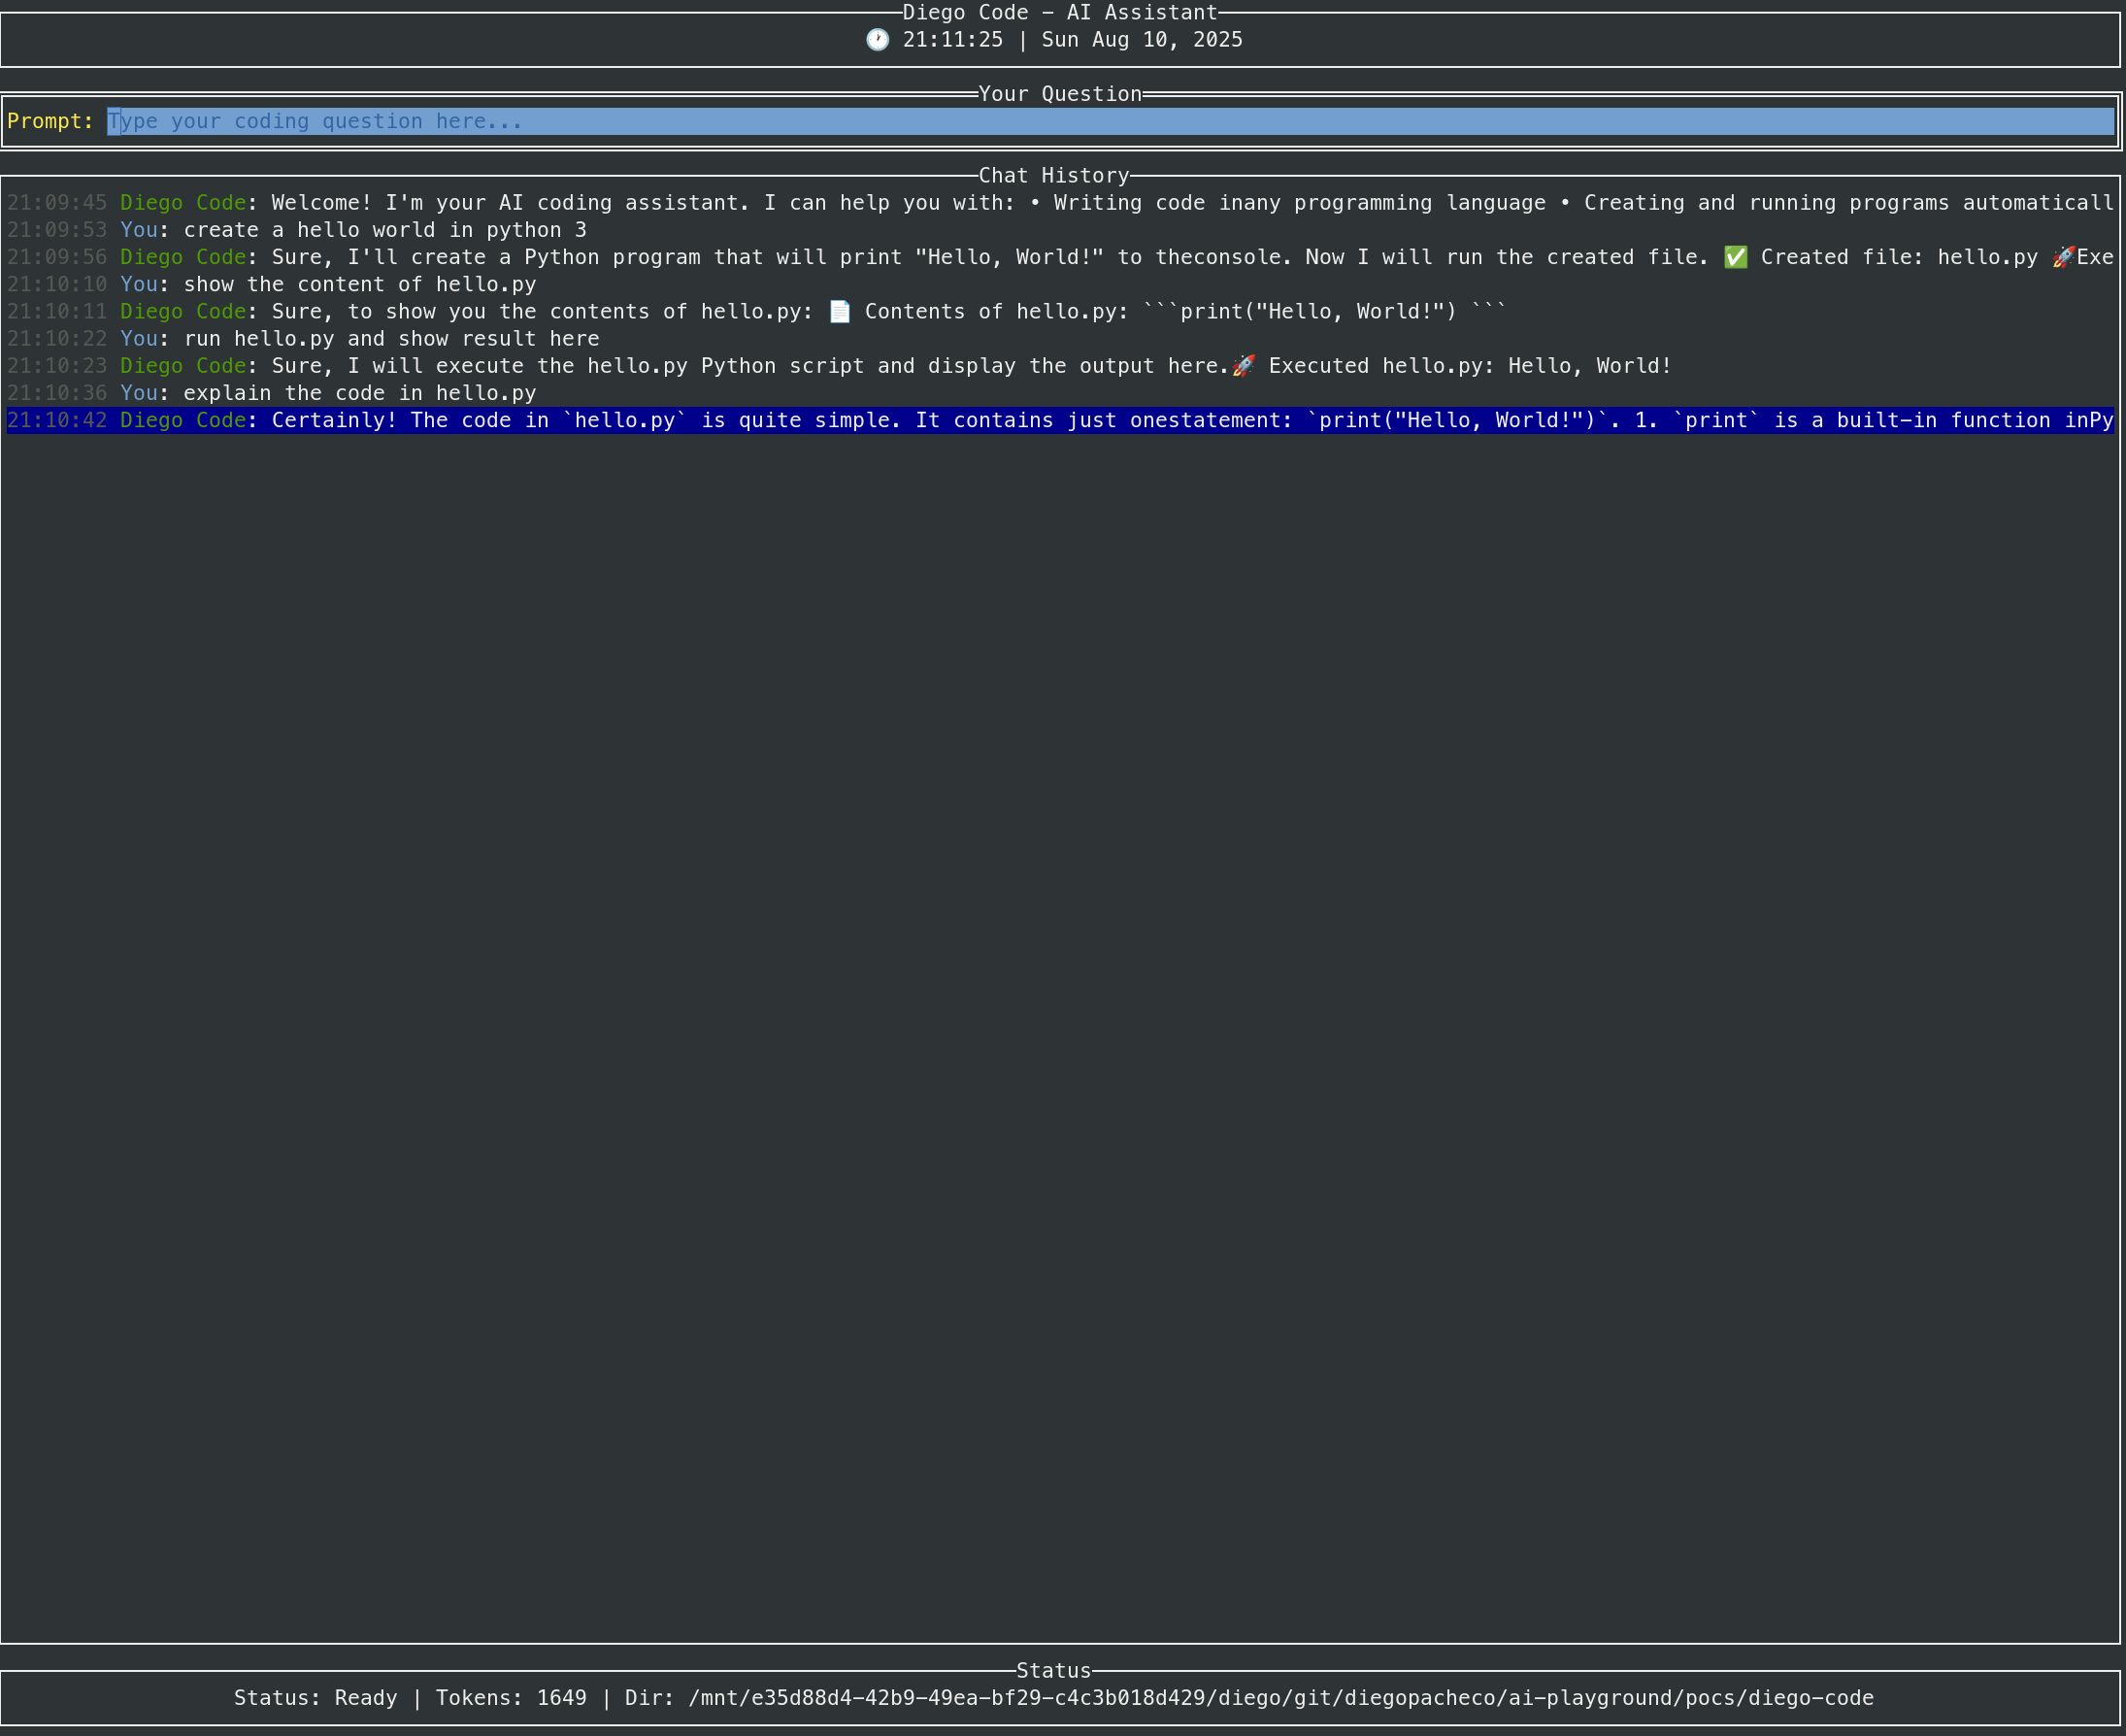 Diego Code - AI Assistant
🕐 21:11:25 | Sun Aug 10, 2025
Your Question
Prompt: Type your coding question here...
Chat History
21:09:45 Diego Code: Welcome! I'm your AI coding assistant. I can help you with: • Writing code inany programming language • Creating and running programs automaticall
21:09:53 You: create a hello world in python 3
21:09:56 Diego Code: Sure, I'll create a Python program that will print "Hello, World!" to theconsole. Now I will run the created file. ✅ Created file: hello.py 🚀Exe
21:10:10 You: show the content of hello.py
21:10:11 Diego Code: Sure, to show you the contents of hello.py: 📄 Contents of hello.py: ```print("Hello, World!") ```
21:10:22 You: run hello.py and show result here
21:10:23 Diego Code: Sure, I will execute the hello.py Python script and display the output here.🚀 Executed hello.py: Hello, World!
21:10:36 You: explain the code in hello.py
21:10:42 Diego Code: Certainly! The code in `hello.py` is quite simple. It contains just onestatement: `print("Hello, World!")`. 1. `print` is a built-in function inPy
Status
Status: Ready | Tokens: 1649 | Dir: /mnt/e35d88d4-42b9-49ea-bf29-c4c3b018d429/diego/git/diegopacheco/ai-playground/pocs/diego-code